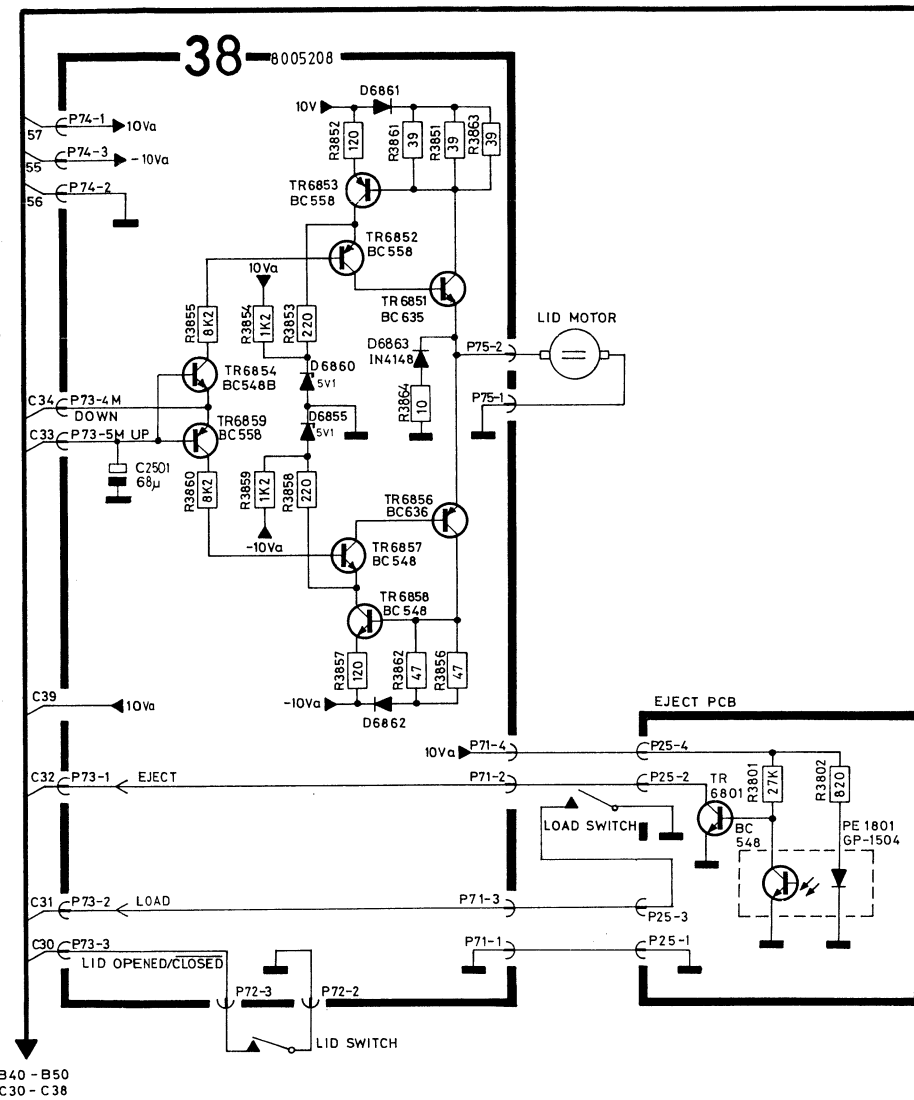 38 8005208
57 P74-1 10Va
55 P74-3 -10Va
56 P74-2
10V D6861
R3852 120
R3861 39
R3851 39
R3863 39
TR6853
BC558
TR6852
BC558
10Va
R3855 8K2
R3854 1K2
R3853 220
TR6851
BC635
LID MOTOR
D6863
IN4148
P75-2
R3864 10
P75-1
TR6854
BC548B
D6860
5V1
C34 P73-4M
DOWN
TR6859
BC558
D6855
5V1
C33 P73-5M UP
C2501
68µ
R3860 8K2
R3859 1K2
R3858 220
-10Va
TR6856
BC636
TR6857
BC548
TR6858
BC548
R3857 120
R3862 47
R3856 47
-10Va
D6862
C39 10Va
EJECT PCB
10Va P71-4 P25-4
C32 P73-1 EJECT P71-2 P25-2
TR
6801
BC
548
R3801 27K
R3802 820
LOAD SWITCH
PE1801
GP-1504
C31 P73-2 LOAD P71-3 P25-3
C30 P73-3
LID OPENED/CLOSED
P71-1 P25-1
P72-3 P72-2
LID SWITCH
B40-B50
C30-C38